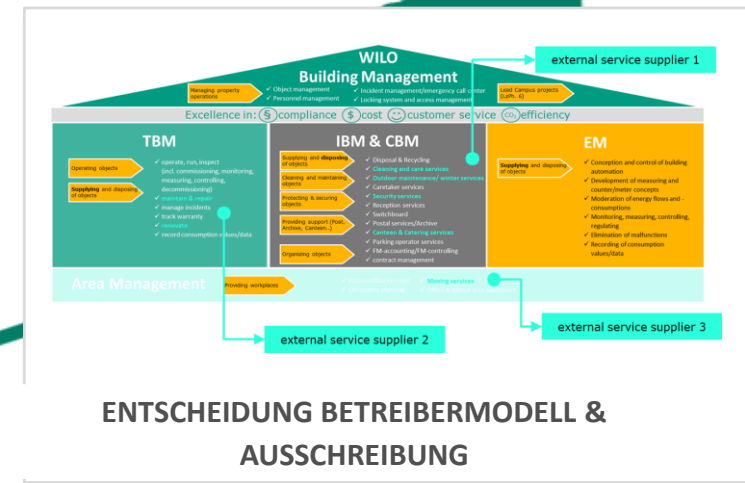 WILO
Building Management
external service supplier 1
Managing property operations
✓ Object management
✓ Personnel management
✓ Incident management/emergency call center
✓ Locking system and access management
Lead Campus projects (LoPh. 6)
Excellence in: § compliance $ cost customer service CO₂ efficiency
TBM
Operating objects
Supplying and disposing of objects
✓ operate, run, inspect
(incl. commissioning, monitoring,
measuring, controlling,
decommissioning)
✓ maintain & repair
✓ manage incidents
✓ track warranty
✓ renovate
✓ record consumption values/data
IBM & CBM
Supplying and disposing of objects
Cleaning and maintaining objects
Protecting & securing objects
Providing support (Post, Archive, Canteen..)
Organizing objects
✓ Disposal & Recycling
✓ Cleaning and care services
✓ Outdoor maintenance/ winter services
✓ Caretaker services
✓ Security services
✓ Reception services
✓ Switchboard
✓ Postal services/Archive
✓ Canteen & Catering services
✓ Parking operator services
✓ FM-accounting/FM-controlling
✓ contract management
EM
Supplying and disposing of objects
✓ Conception and control of building
automation
✓ Development of measuring and
counter/meter concepts
✓ Moderation of energy flows and -
consumptions
✓ Monitoring, measuring, controlling,
regulating
✓ Elimination of malfunctions
✓ Recording of consumption
values/data
Area Management
Providing workplaces
✓ Moving services
external service supplier 2
external service supplier 3
ENTSCHEIDUNG BETREIBERMODELL &
AUSSCHREIBUNG